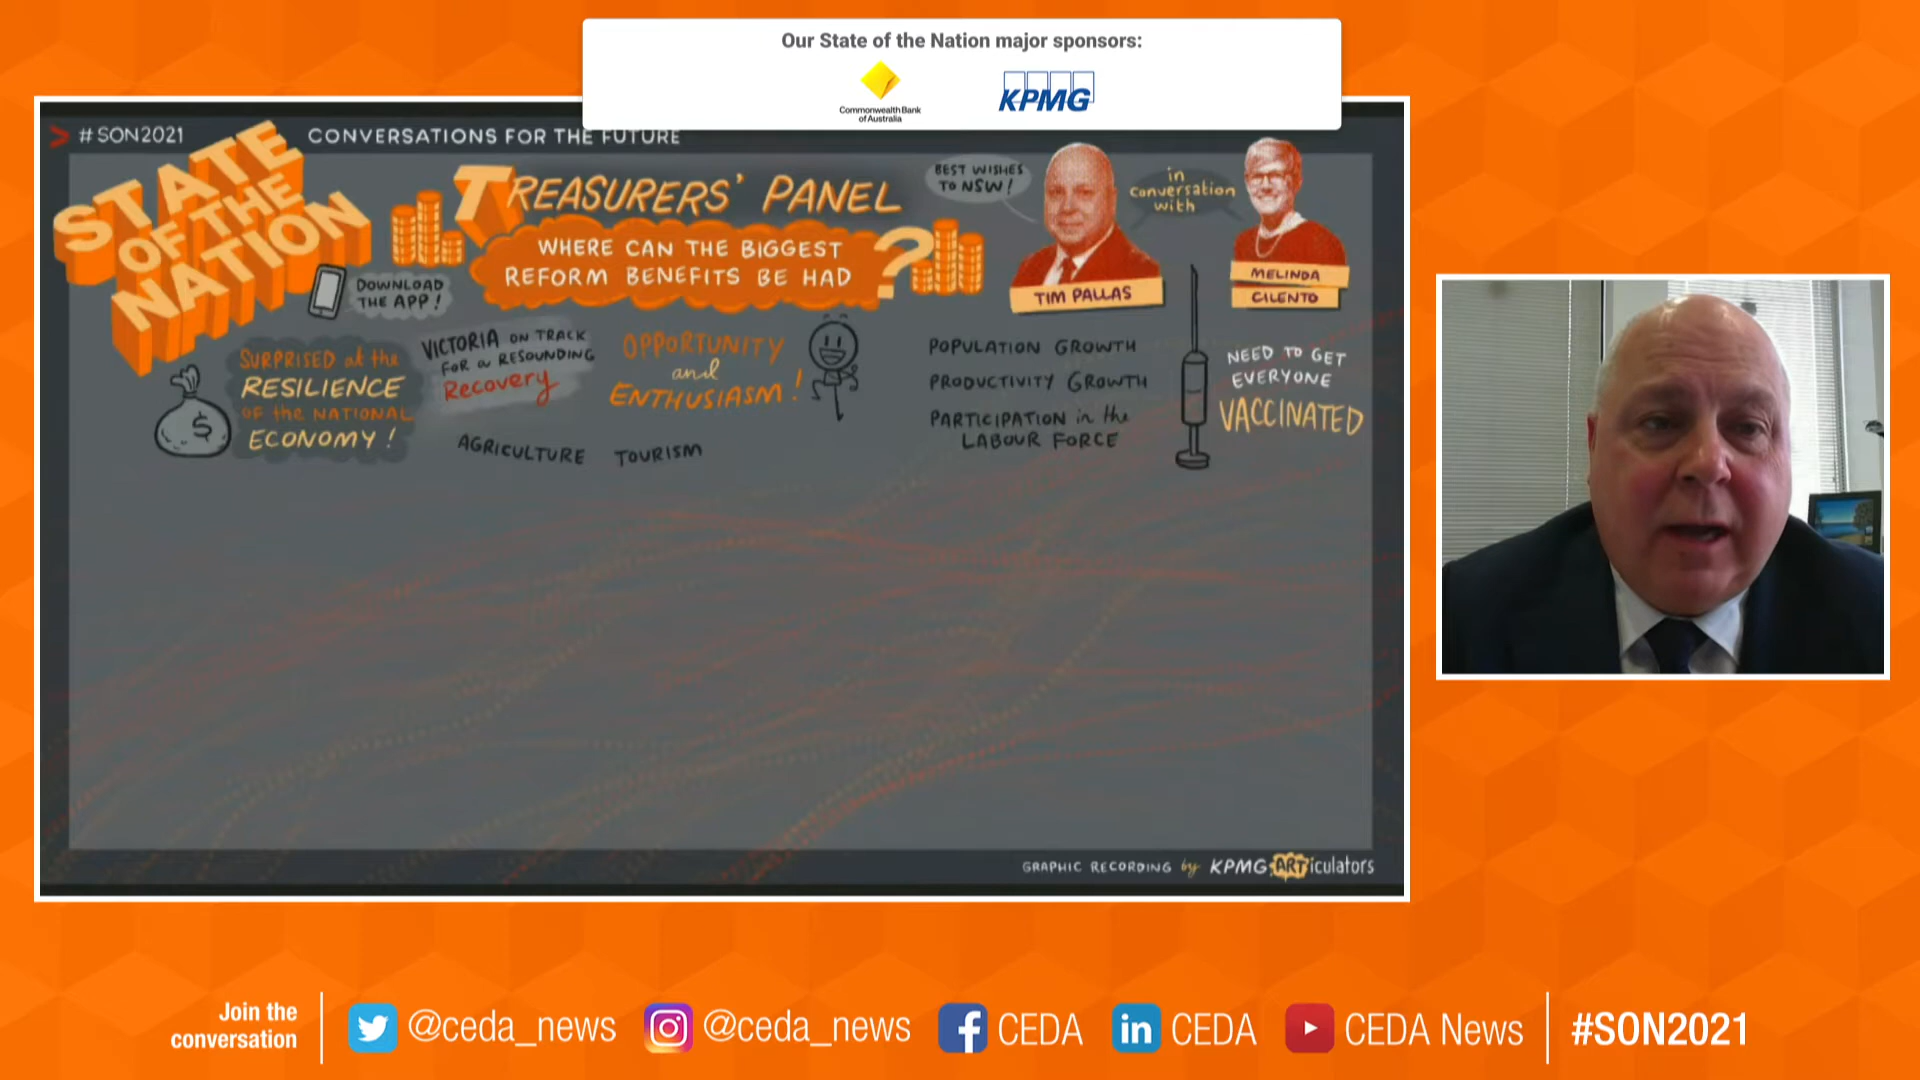 Our State of the Nation major sponsors:
CommonwealthBank
of Australia
KPMG
#SON2021
CONVERSATIONS FOR THE FUTURE
STATE
OF THE
NATION
TREASURERS' PANEL
WHERE CAN THE BIGGEST
REFORM BENEFITS BE HAD
?
DOWNLOAD
THE APP!
BEST WISHES
TO NSW!
in
conversation
with
TIM PALLAS
MELINDA
CILENTO
SURPRISED at the
RESILIENCE
OF the NATIONAL
ECONOMY!
$
VICTORIA ON TRACK
FOR a RESOUNDING
Recovery
OPPORTUNITY
and
ENTHUSIASM!
AGRICULTURE
TOURISM
POPULATION GROWTH
PRODUCTIVITY GROWTH
PARTICIPATION in the
LABOUR FORCE
NEED TO GET
EVERYONE
VACCINATED
GRAPHIC RECORDING by KPMG ARTiculators
Join the
conversation
@ceda_news
@ceda_news
f CEDA
in CEDA
CEDA News
#SON2021